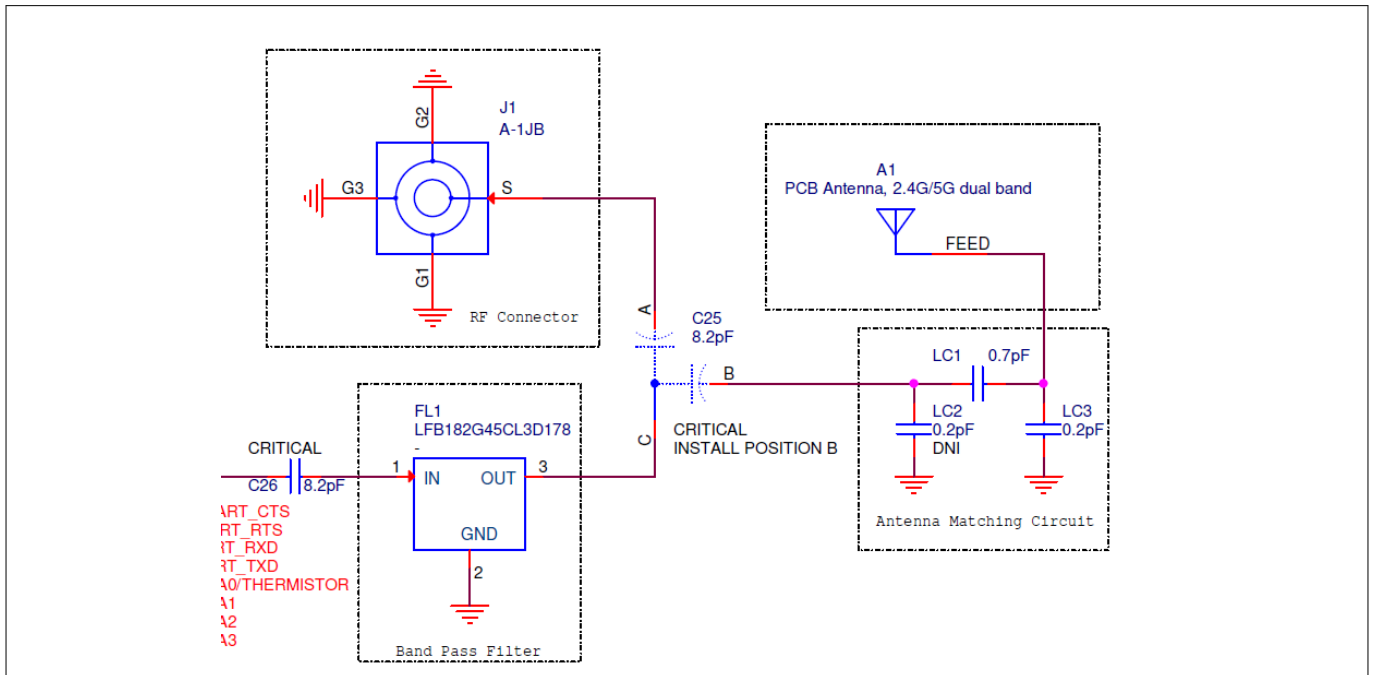 G2
J1
A-1JB
G3
S
G1
RF Connector
A1
PCB Antenna, 2.4G/5G dual band
FEED
A
C25
8.2pF
B
CRITICAL
INSTALL POSITION B
C
LC1
0.7pF
LC2
0.2pF
DNI
LC3
0.2pF
Antenna Matching Circuit
FL1
LFB182G45CL3D178
-
CRITICAL
C26
8.2pF
1
IN
OUT
3
GND
2
Band Pass Filter
ART_CTS
RT_RTS
RT_RXD
RT_TXD
A0/THERMISTOR
A1
A2
A3